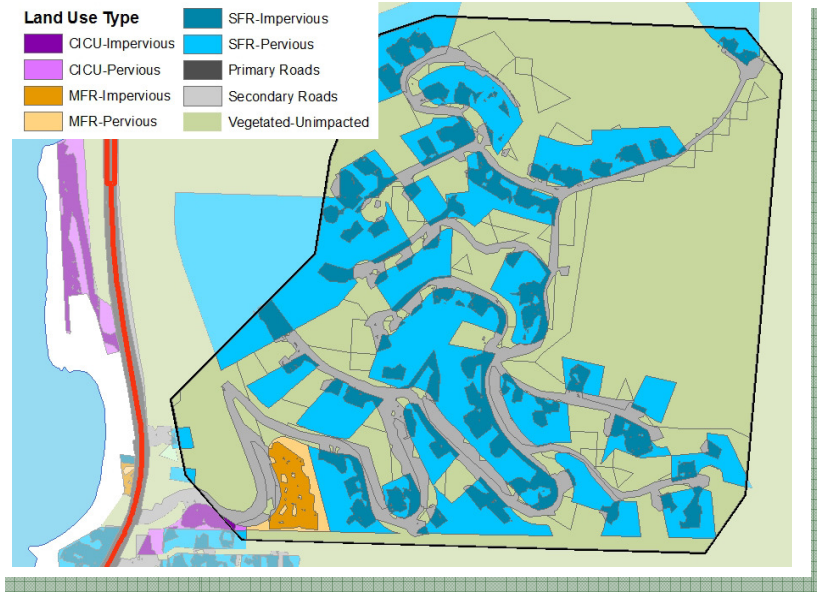 Land Use Type
CICU-Impervious
CICU-Pervious
MFR-Impervious
MFR-Pervious
SFR-Impervious
SFR-Pervious
Primary Roads
Secondary Roads
Vegetated-Unimpacted